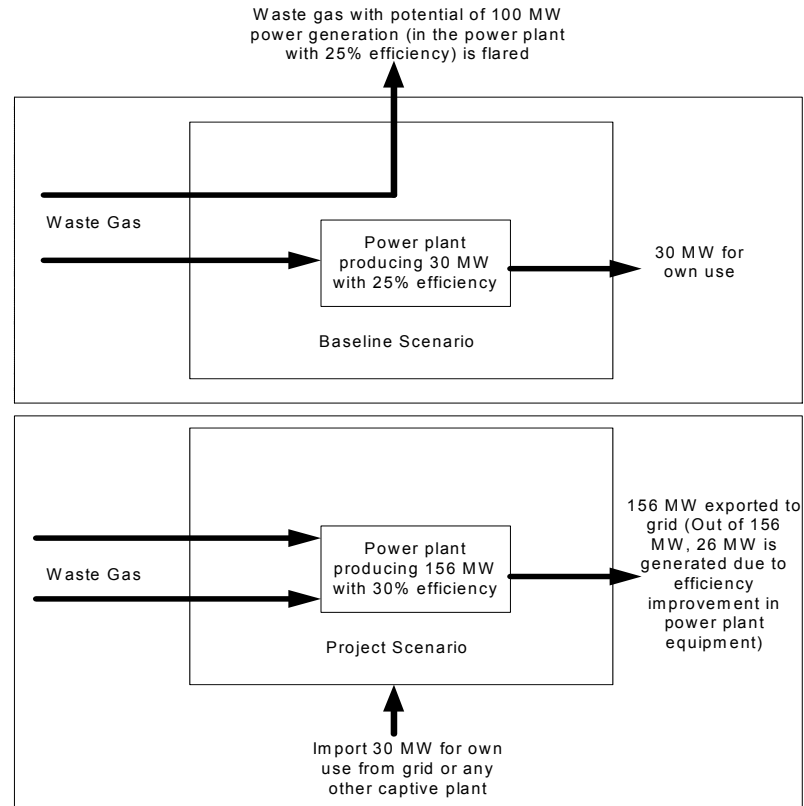 Waste gas with potential of 100 MW
power generation (in the power plant
with 25% efficiency) is flared
Waste Gas
Power plant
producing 30 MW
with 25% efficiency
30 MW for
own use
Baseline Scenario
Waste Gas
Power plant
producing 156 MW
with 30% efficiency
156 MW exported to
grid (Out of 156
MW, 26 MW is
generated due to
efficiency
improvement in
power plant
equipment)
Project Scenario
Import 30 MW for own
use from grid or any
other captive plant